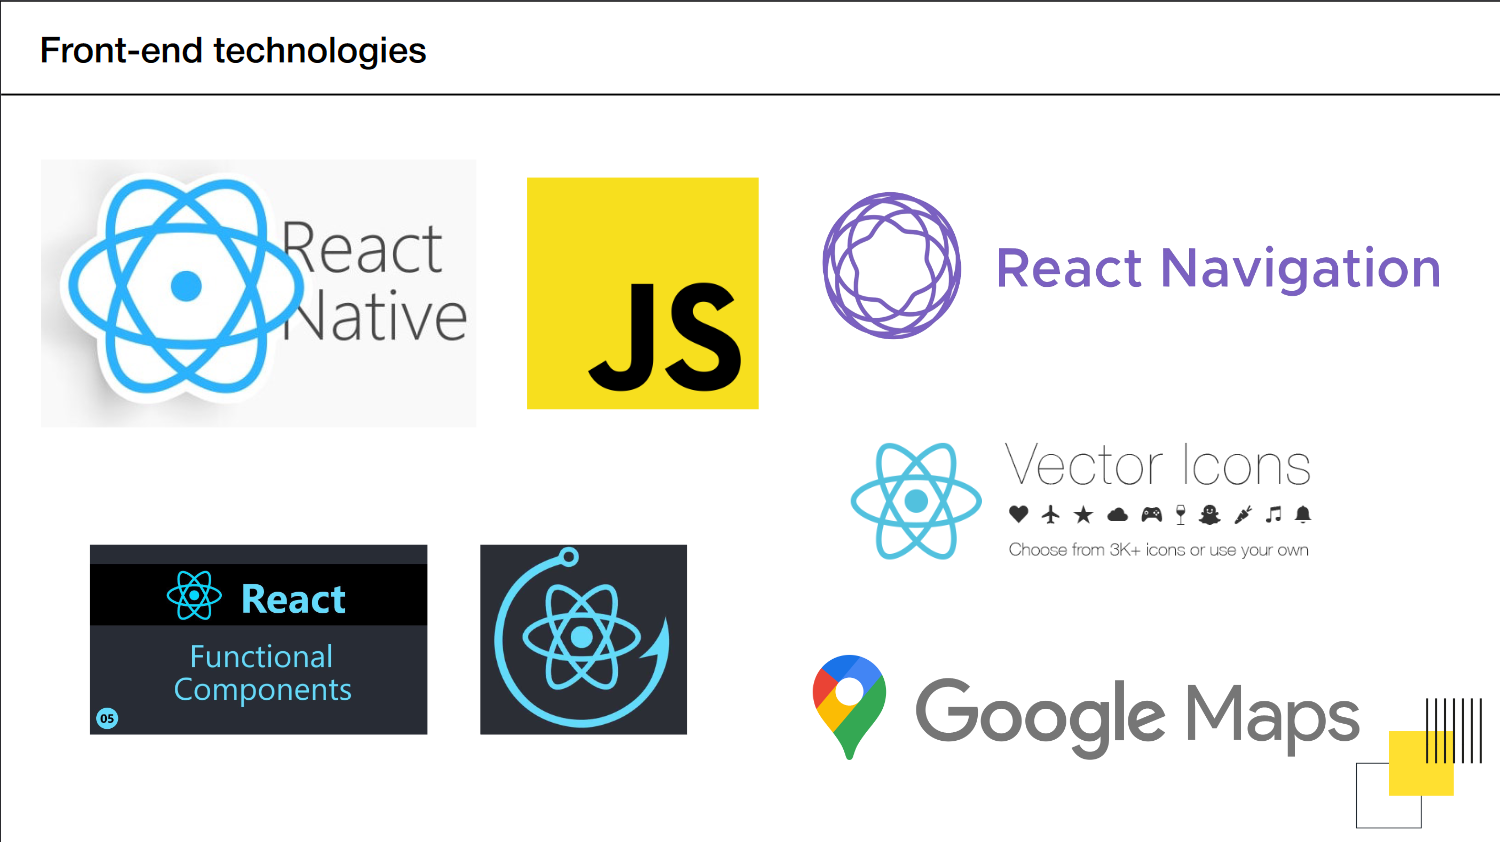 Front-end technologies
React
Native
JS
React Navigation
Vector Icons
Choose from 3K+ icons or use your own
React
Functional
Components
05
Google Maps